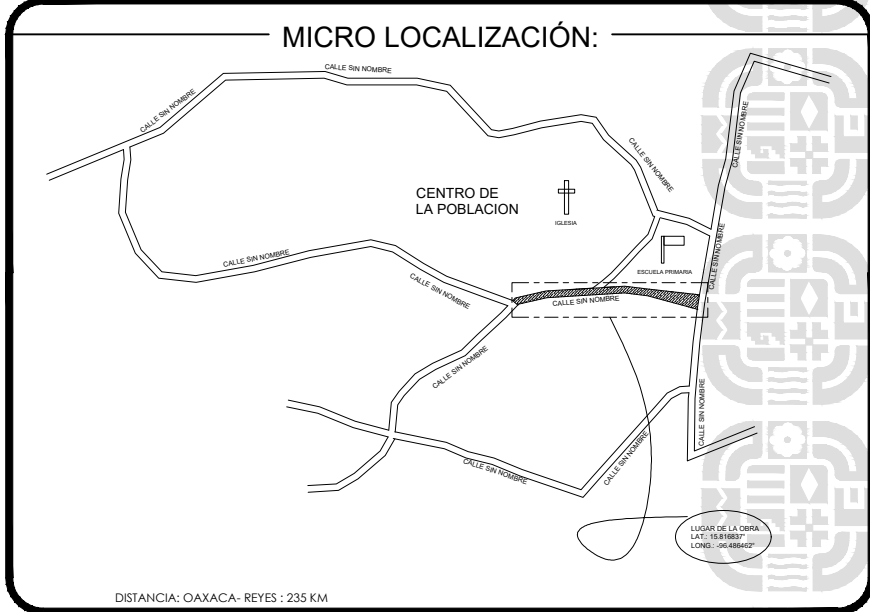 MICRO LOCALIZACIÓN:
CALLE SIN NOMBRE
CALLE SIN NOMBRE
CALLE SIN NOMBRE
CALLE SIN NOMBRE
CENTRO DE
LA POBLACION
IGLESIA
CALLE SIN NOMBRE
CALLE SIN NOMBRE
ESCUELA PRIMARIA
CALLE SIN NOMBRE
CALLE SIN NOMBRE
CALLE SIN NOMBRE
CALLE SIN NOMBRE
CALLE SIN NOMBRE
CALLE SIN NOMBRE
CALLE SIN NOMBRE
LUGAR DE LA OBRA
LAT.: 15.816837°
LONG.: -96.486462°
DISTANCIA: OAXACA- REYES : 235 KM